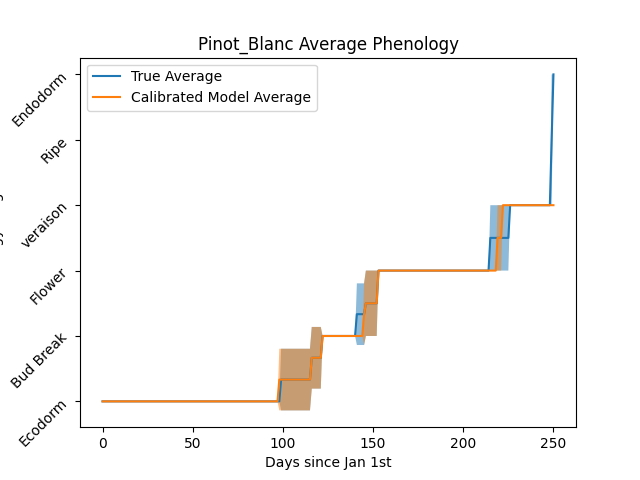 Pinot_Blanc Average Phenology
True Average
Calibrated Model Average
Endodorm
Ripe
veraison
Flower
Bud Break
Ecodorm
0 50 100 150 200 250
Days since Jan 1st